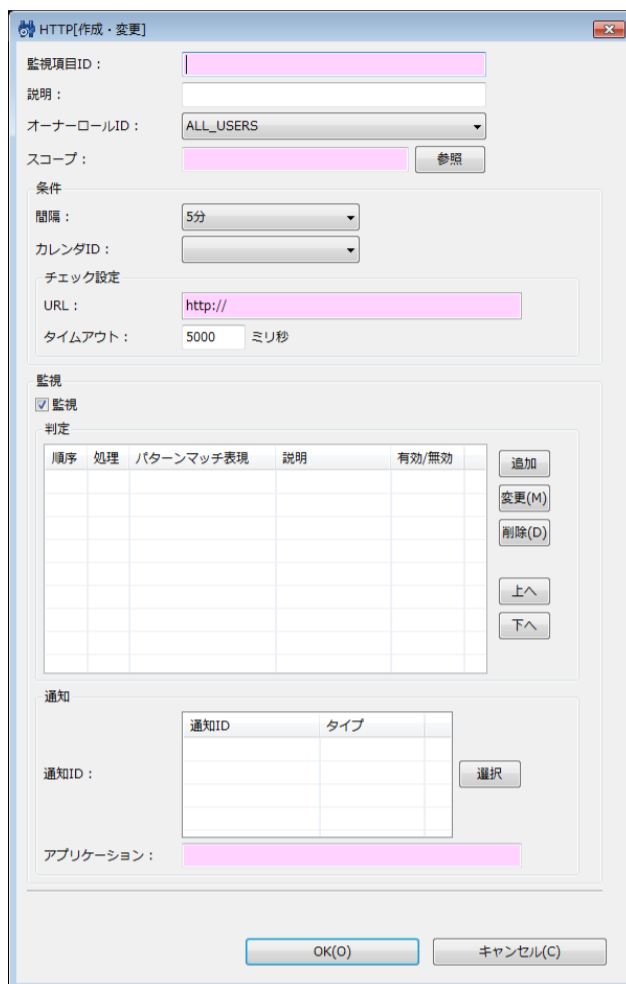 HTTP[作成・変更]
監視項目ID：
説明：
オーナーロールID： ALL_USERS
スコープ： 参照
条件
間隔： 5分
カレンダID：
チェック設定
URL： http://
タイムアウト： 5000 ミリ秒
監視
監視
判定
順序 処理 パターンマッチ表現 説明 有効/無効
追加
変更(M)
削除(D)
上へ
下へ
通知
通知ID タイプ
通知ID： 選択
アプリケーション：
OK(O) キャンセル(C)